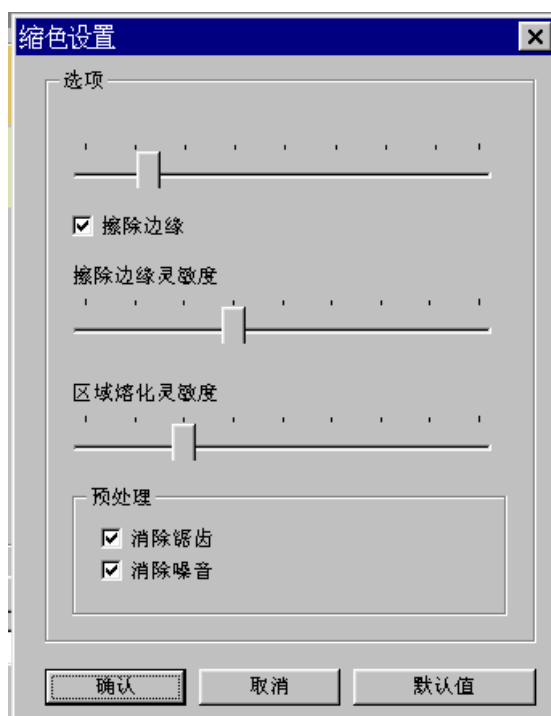 缩色设置
选项
擦除边缘
擦除边缘灵敏度
区域熔化灵敏度
预处理
消除锯齿
消除噪音
确认
取消
默认值